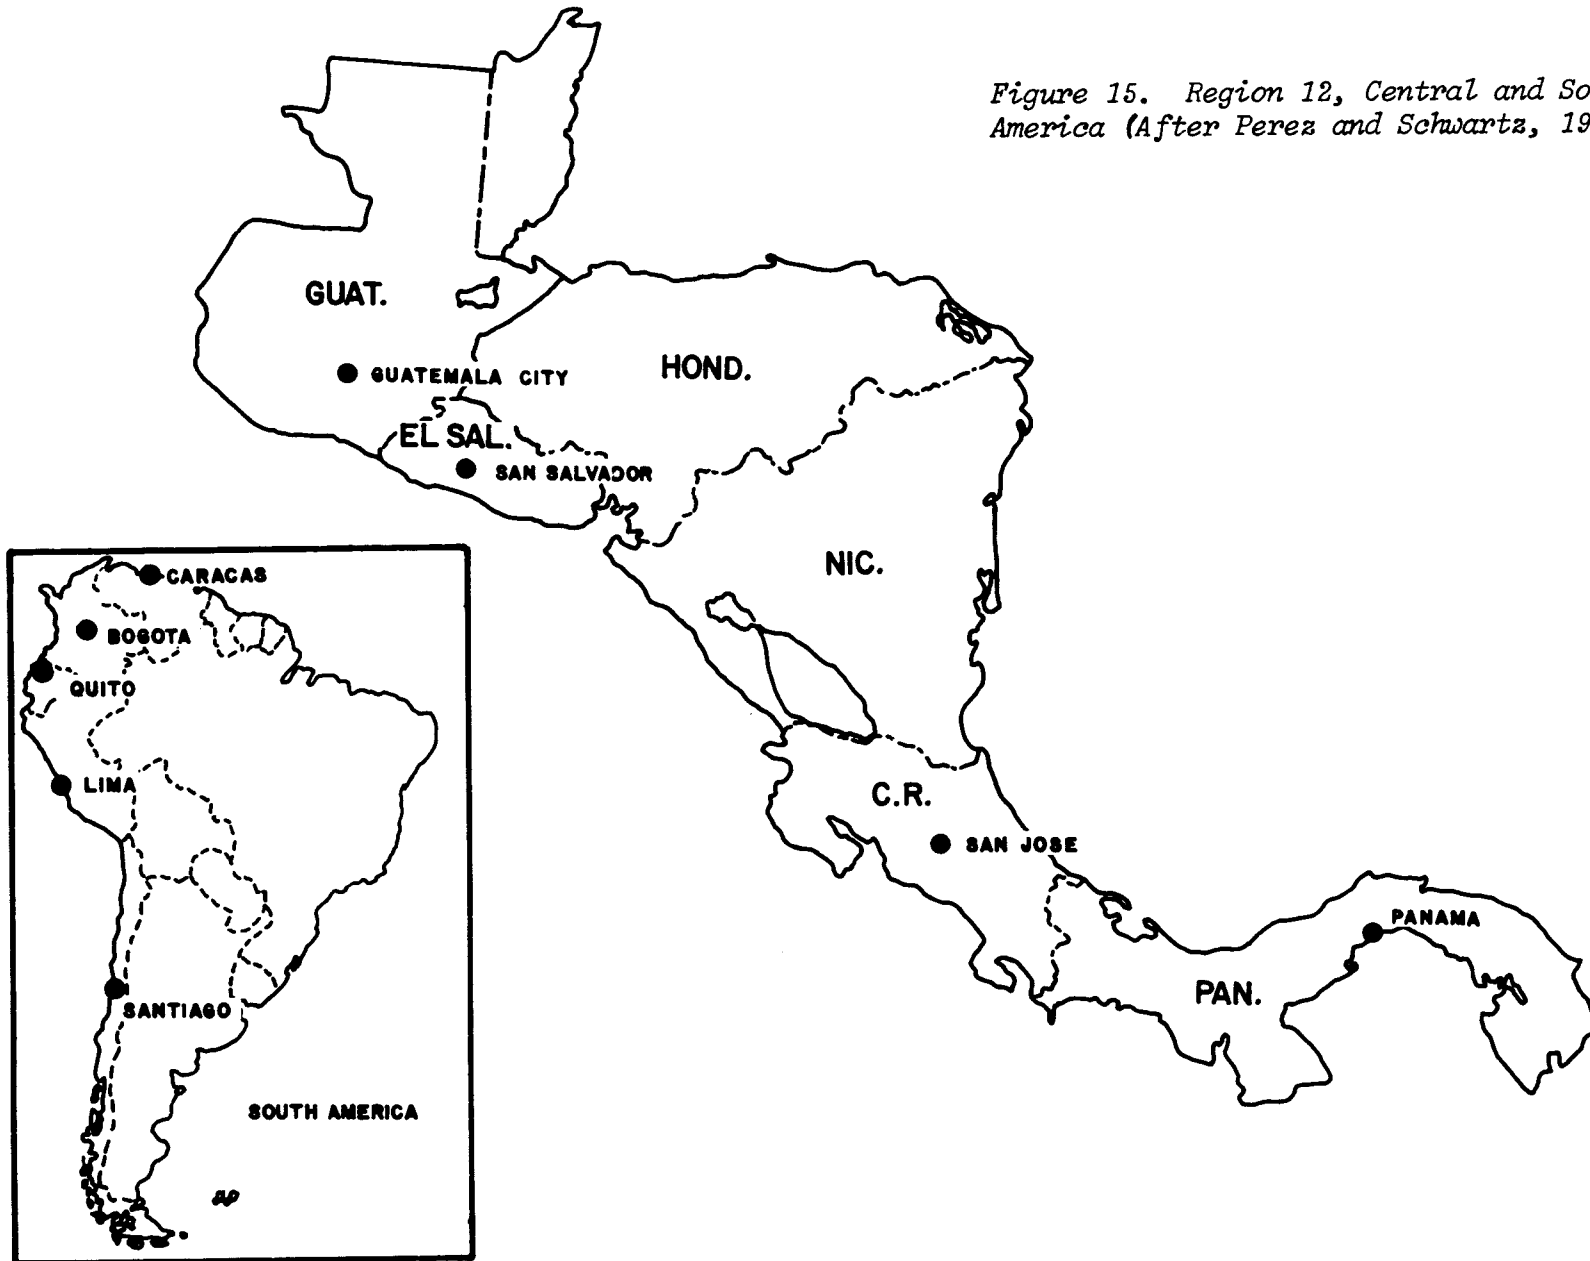 Figure 15. Region 12, Central and So
America (After Perez and Schwartz, 19
GUAT.
GUATEMALA CITY
HOND.
EL SAL.
SAN SALVADOR
NIC.
C.R.
SAN JOSE
PANAMA
PAN.
CARACAS
BOGOTA
QUITO
LIMA
SANTIAGO
SOUTH AMERICA